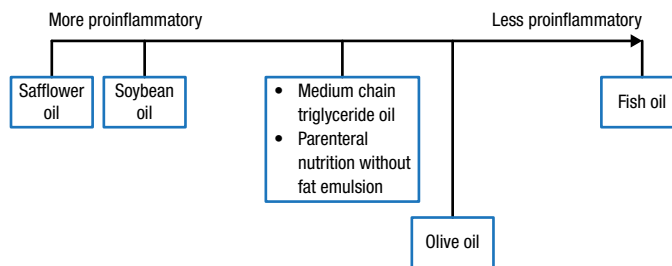 More proinflammatory
Less proinflammatory
Safflower
oil
Soybean
oil
• Medium chain
triglyceride oil
• Parenteral
nutrition without
fat emulsion
Fish oil
Olive oil